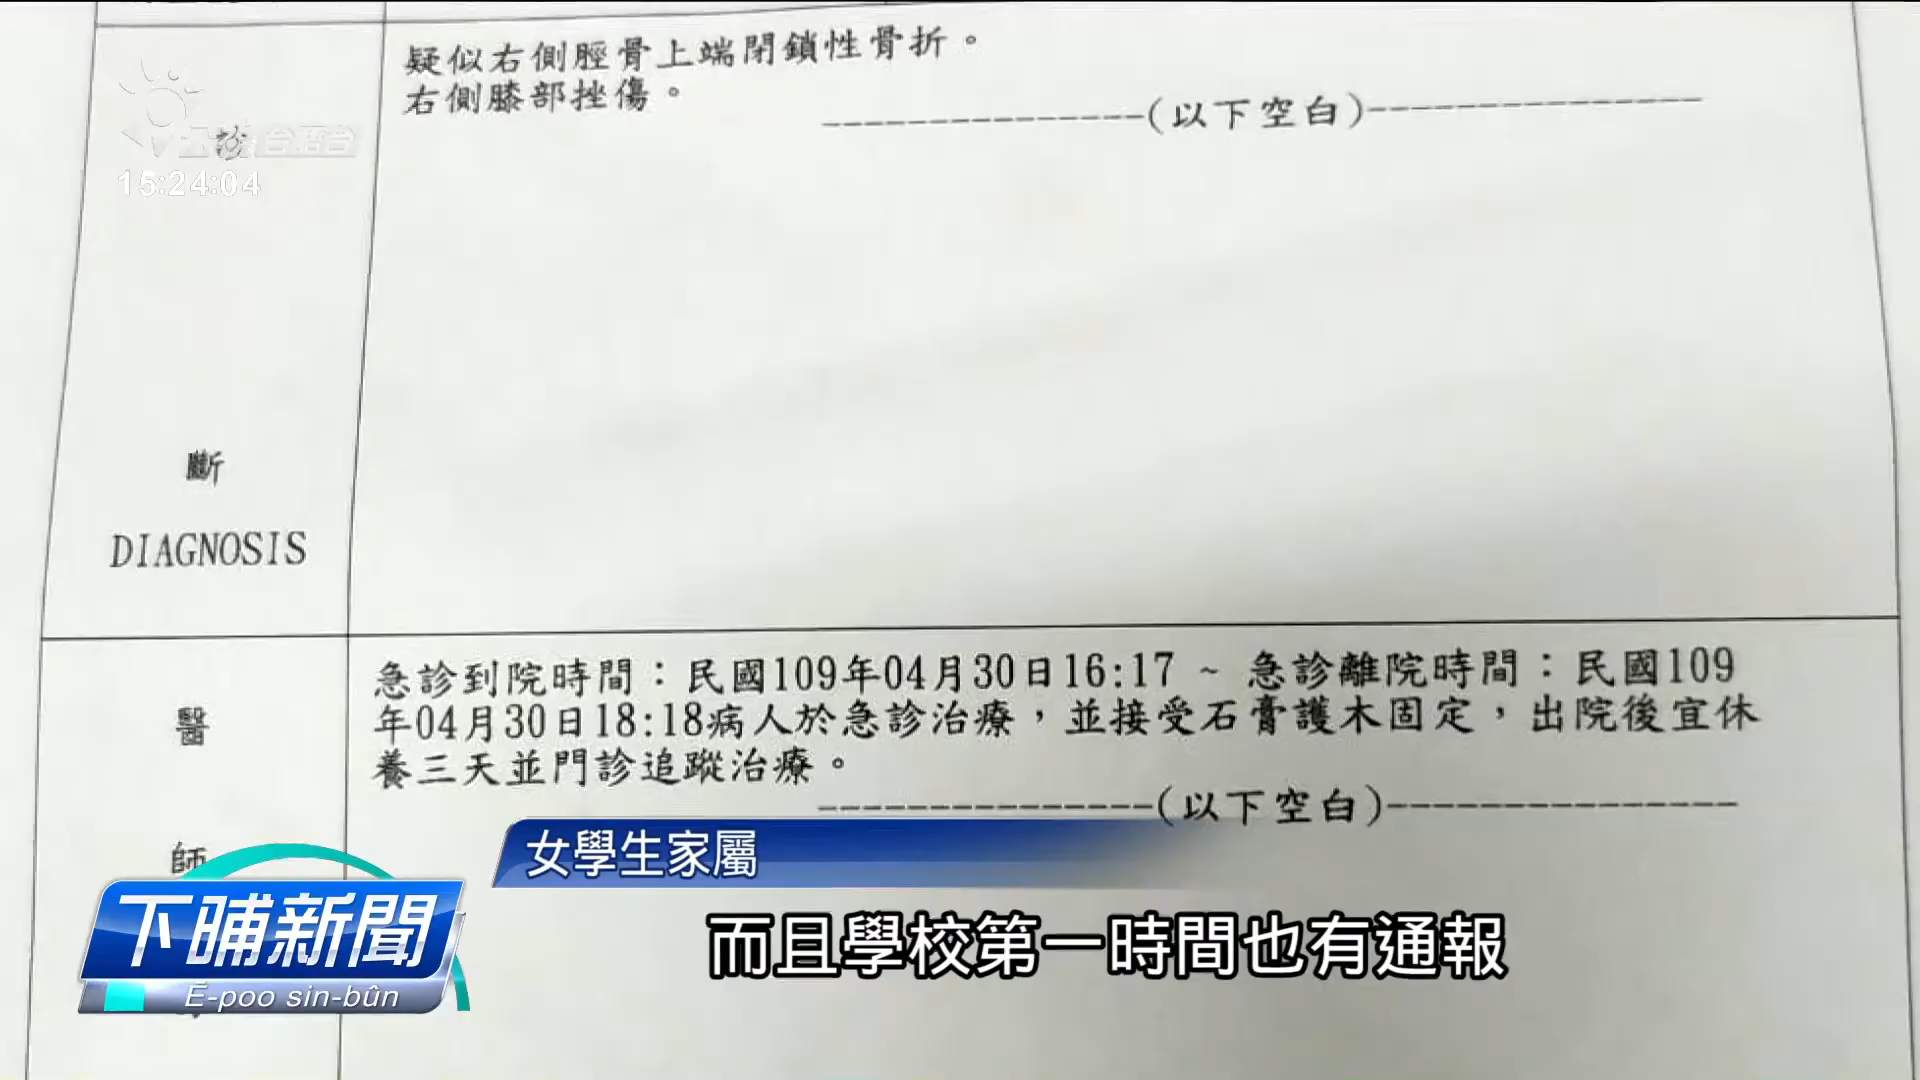 疑似右側脛骨上端閉鎖性骨折。
右側膝部挫傷。
---------------(以下空白)---------------
台語台
15:24:04
斷
DIAGNOSIS
急診到院時間：民國109年04月30日16:17 ~ 急診離院時間：民國109
年04月30日18:18病人於急診治療，並接受石膏護木固定，出院後宜休
養三天並門診追蹤治療。
---------------(以下空白)---------------
醫
師
女學生家屬
而且學校第一時間也有通報
下晡新聞
Ē-poo sin-bûn